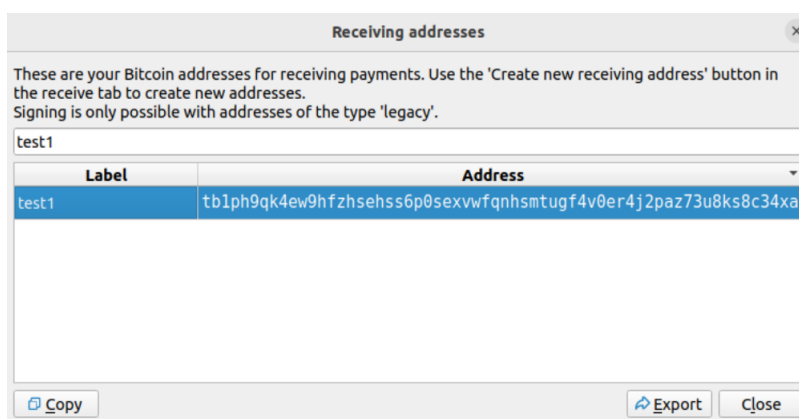 Receiving addresses
These are your Bitcoin addresses for receiving payments. Use the 'Create new receiving address' button in
the receive tab to create new addresses.
Signing is only possible with addresses of the type 'legacy'.
test1
Label Address
test1 tb1ph9qk4ew9hfzhsehss6p0sexvwfqnhsmtugf4v0er4j2paz73u8ks8c34xa
Copy Export Close